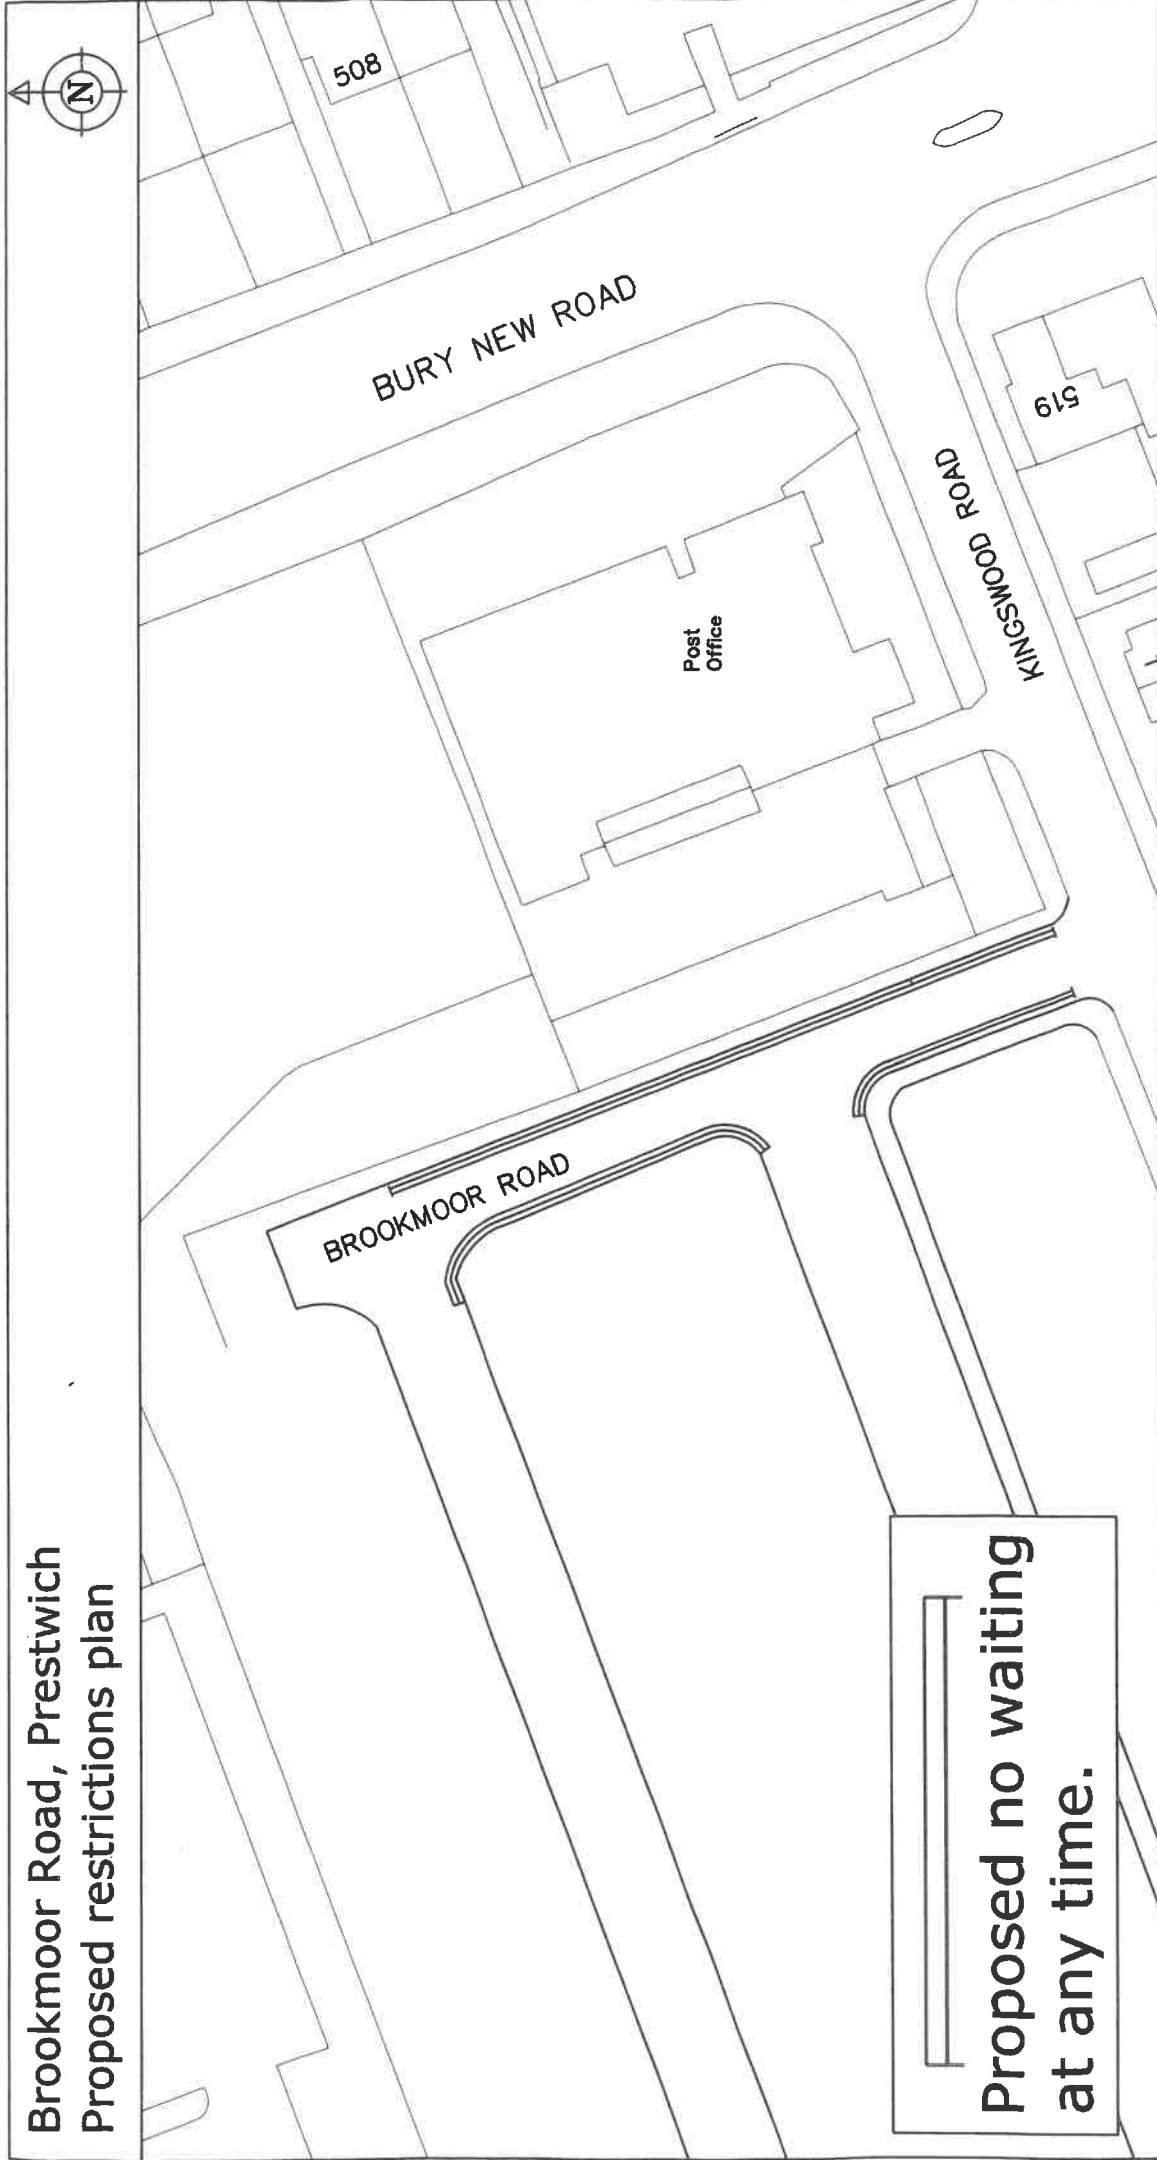 Brookmoor Road, Prestwich
Proposed restrictions plan
N
508
BURY NEW ROAD
519
KINGSWOOD ROAD
Post
Office
BROOKMOOR ROAD
Proposed no waiting
at any time.